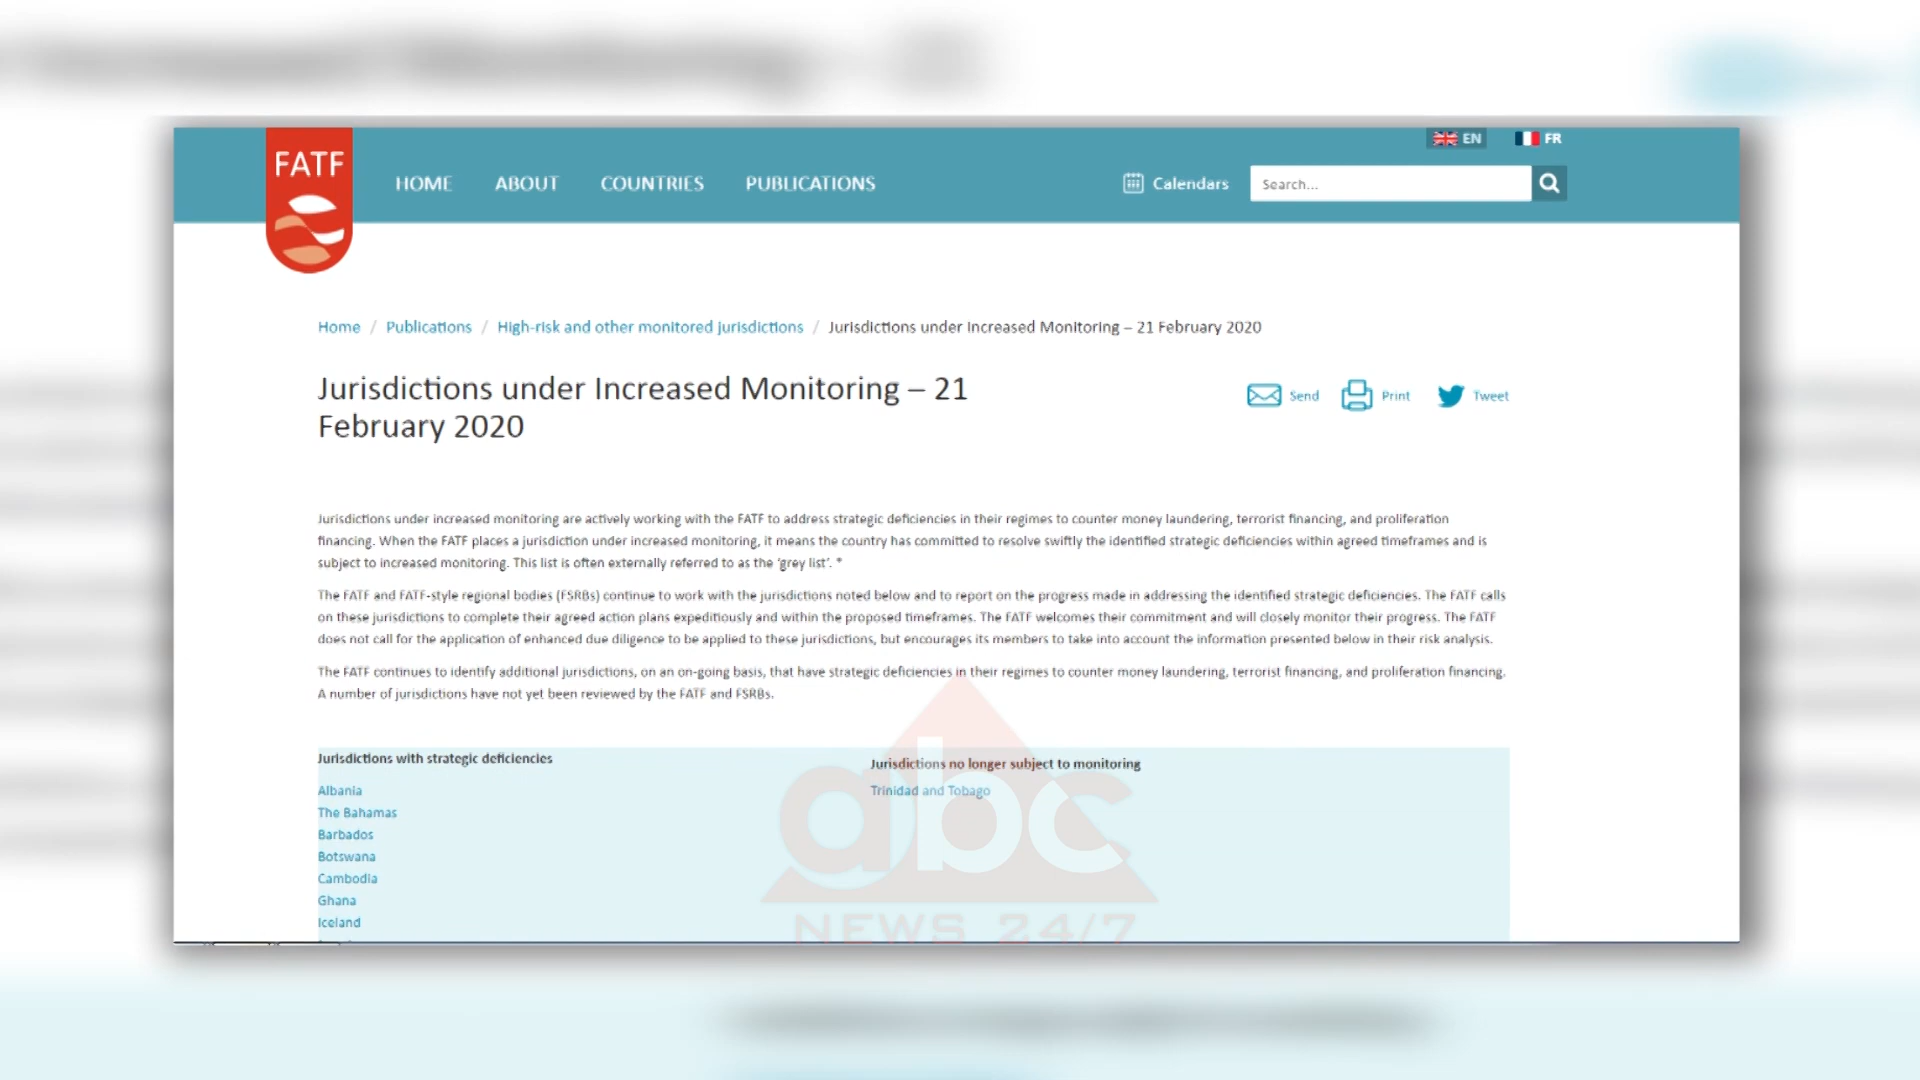 EN
FR
FATF
HOME
ABOUT
COUNTRIES
PUBLICATIONS
Calendars
Search...
Home / Publications / High-risk and other monitored jurisdictions / Jurisdictions under Increased Monitoring – 21 February 2020
Jurisdictions under Increased Monitoring – 21
February 2020
Send
Print
Tweet
Jurisdictions under increased monitoring are actively working with the FATF to address strategic deficiencies in their regimes to counter money laundering, terrorist financing, and proliferation
financing. When the FATF places a jurisdiction under increased monitoring, it means the country has committed to resolve swiftly the identified strategic deficiencies within agreed timeframes and is
subject to increased monitoring. This list is often externally referred to as the ‘grey list’. *
The FATF and FATF-style regional bodies (FSRBs) continue to work with the jurisdictions noted below and to report on the progress made in addressing the identified strategic deficiencies. The FATF calls
on these jurisdictions to complete their agreed action plans expeditiously and within the proposed timeframes. The FATF welcomes their commitment and will closely monitor their progress. The FATF
does not call for the application of enhanced due diligence to be applied to these jurisdictions, but encourages its members to take into account the information presented below in their risk analysis.
The FATF continues to identify additional jurisdictions, on an on-going basis, that have strategic deficiencies in their regimes to counter money laundering, terrorist financing, and proliferation financing.
A number of jurisdictions have not yet been reviewed by the FATF and FSRBs.
Jurisdictions with strategic deficiencies
Albania
The Bahamas
Barbados
Botswana
Cambodia
Ghana
Iceland
Jurisdictions no longer subject to monitoring
Trinidad and Tobago
abc
NEWS 24/7